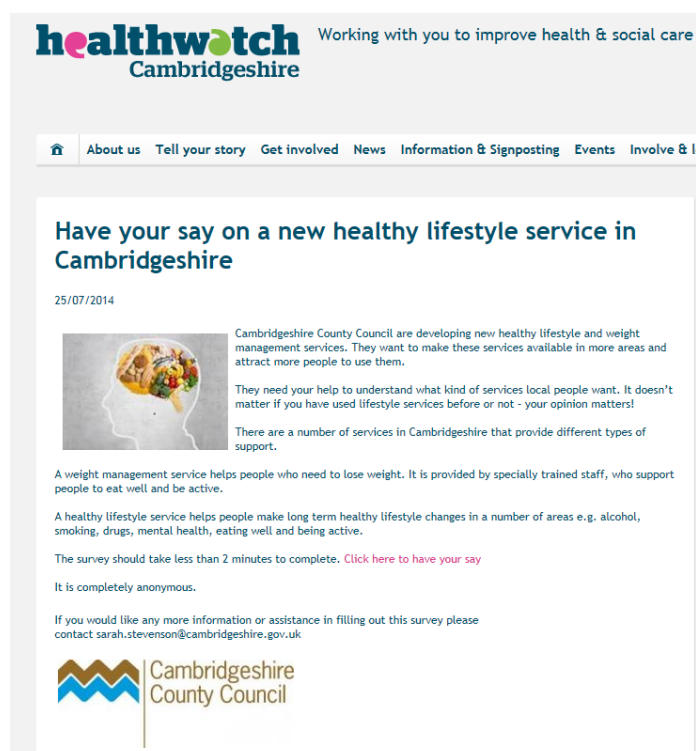 healthwatch
Cambridgeshire
Working with you to improve health & social care
About us Tell your story Get involved News Information & Signposting Events Involve & l
Have your say on a new healthy lifestyle service in
Cambridgeshire
25/07/2014
Cambridgeshire County Council are developing new healthy lifestyle and weight
management services. They want to make these services available in more areas and
attract more people to use them.
They need your help to understand what kind of services local people want. It doesn't
matter if you have used lifestyle services before or not - your opinion matters!
There are a number of services in Cambridgeshire that provide different types of
support.
A weight management service helps people who need to lose weight. It is provided by specially trained staff, who support
people to eat well and be active.
A healthy lifestyle service helps people make long term healthy lifestyle changes in a number of areas e.g. alcohol,
smoking, drugs, mental health, eating well and being active.
The survey should take less than 2 minutes to complete. Click here to have your say
It is completely anonymous.
If you would like any more information or assistance in filling out this survey please
contact sarah.stevenson@cambridgeshire.gov.uk
Cambridgeshire
County Council